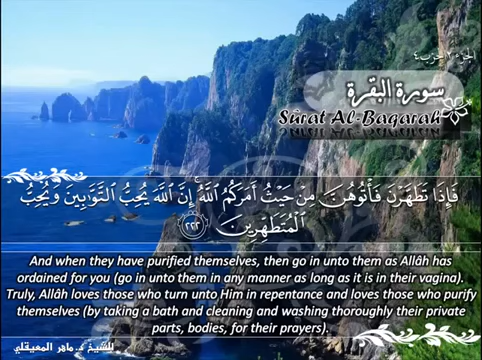 الجزء ٢ حزب ٤
سورة البقرة
Sûrat Al-Baqarah
فَإِذَا تَطَهَّرْنَ فَأْتُوهُنَّ مِنْ حَيْثُ أَمَرَكُمُ اللَّهُ ۚ إِنَّ اللَّهَ يُحِبُّ التَّوَّابِينَ وَيُحِبُّ
الْمُتَطَهِّرِينَ ﴿٢٢٢﴾
And when they have purified themselves, then go in unto them as Allâh has
ordained for you (go in unto them in any manner as long as it is in their vagina).
Truly, Allâh loves those who turn unto Him in repentance and loves those who purify
themselves (by taking a bath and cleaning and washing thoroughly their private
parts, bodies, for their prayers).
للشيخ د. ماهر المعيقلي